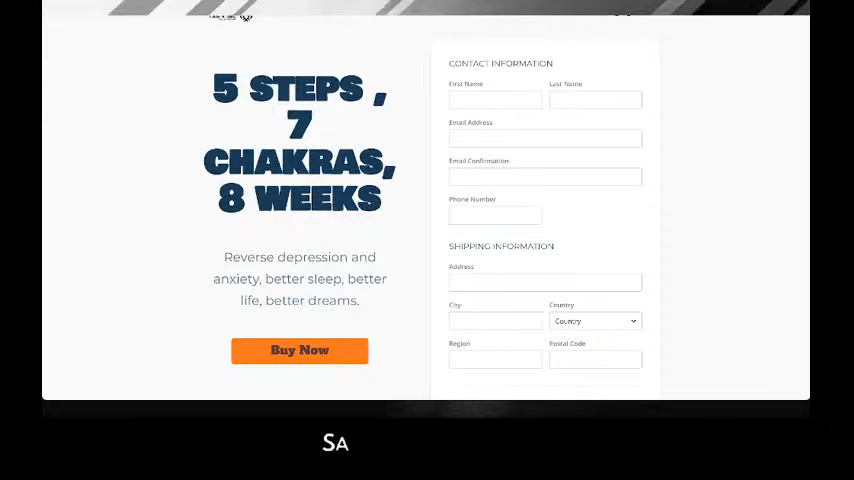 5 STEPS ,
7
CHAKRAS,
8 WEEKS
Reverse depression and
anxiety, better sleep, better
life, better dreams.
Buy Now
CONTACT INFORMATION
First Name Last Name
Email Address
Email Confirmation
Phone Number
SHIPPING INFORMATION
Address
City Country
Country
Region Postal Code
SA